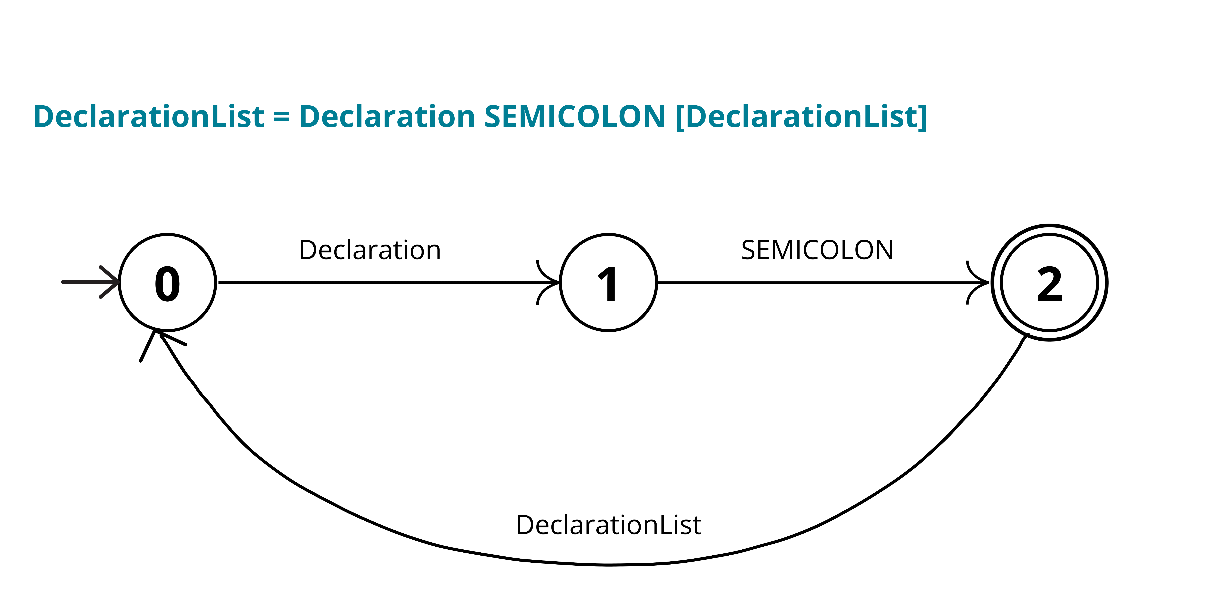 DeclarationList = Declaration SEMICOLON [DeclarationList]
Declaration
SEMICOLON
0
1
2
DeclarationList